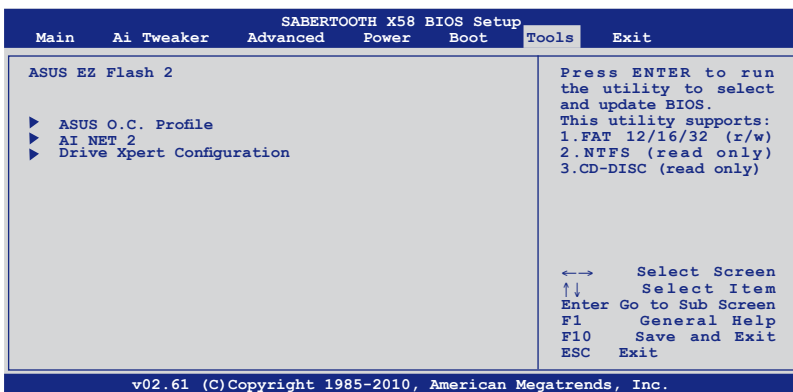 SABERTOOTH X58 BIOS Setup
Main Ai Tweaker Advanced Power Boot Tools Exit
ASUS EZ Flash 2
ASUS O.C. Profile
AI NET 2
Drive Xpert Configuration
Press ENTER to run
the utility to select
and update BIOS.
This utility supports:
1.FAT 12/16/32 (r/w)
2.NTFS (read only)
3.CD-DISC (read only)
←→ Select Screen
↑↓ Select Item
Enter Go to Sub Screen
F1 General Help
F10 Save and Exit
ESC Exit
v02.61 (C)Copyright 1985-2010, American Megatrends, Inc.